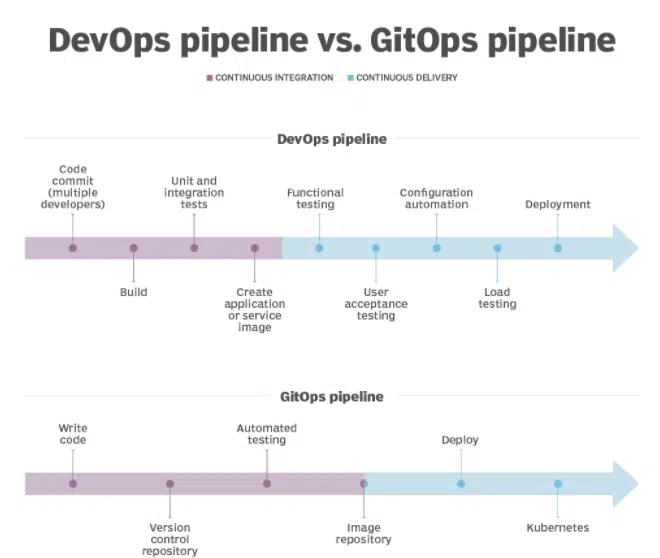 DevOps pipeline vs. GitOps pipeline
CONTINUOUS INTEGRATION
CONTINUOUS DELIVERY
DevOps pipeline
Code
commit
(multiple
developers)
Unit and
integration
tests
Functional
testing
Configuration
automation
Deployment
Build
Create
application
or service
image
User
acceptance
testing
Load
testing
GitOps pipeline
Write
code
Automated
testing
Deploy
Version
control
repository
Image
repository
Kubernetes